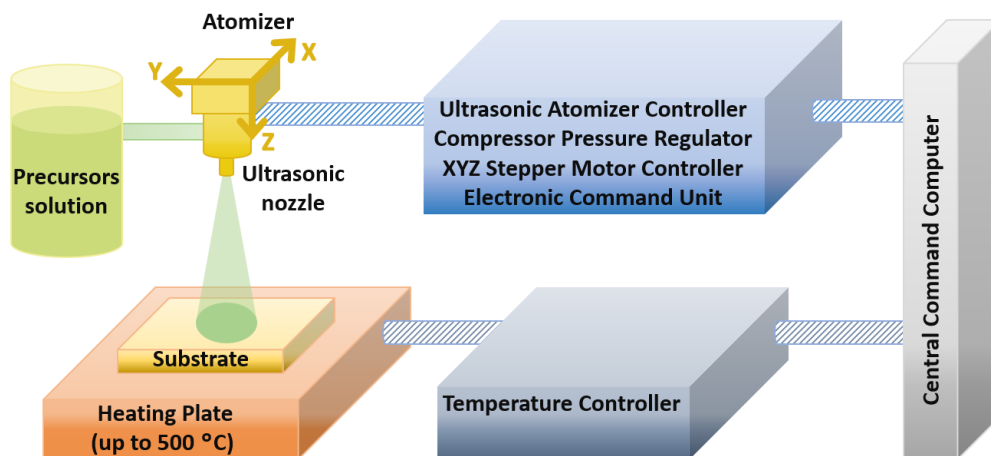 Atomizer
X
Y
Z
Precursors
solution
Ultrasonic
nozzle
Ultrasonic Atomizer Controller
Compressor Pressure Regulator
XYZ Stepper Motor Controller
Electronic Command Unit
Central Command Computer
Substrate
Heating Plate
(up to 500 °C)
Temperature Controller